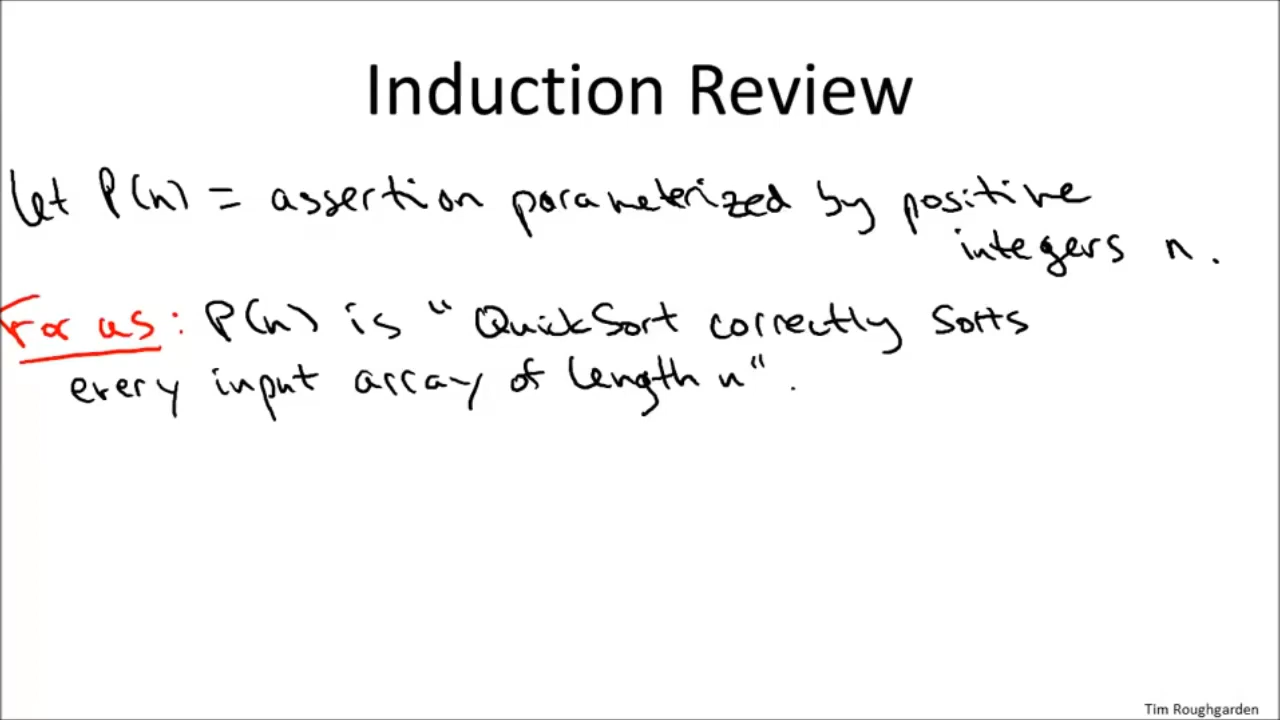 Induction Review
Let P(n) = assertion parameterized by positive
integers n.
For us: P(n) is "QuickSort correctly sorts
every input array of length n".
Tim Roughgarden